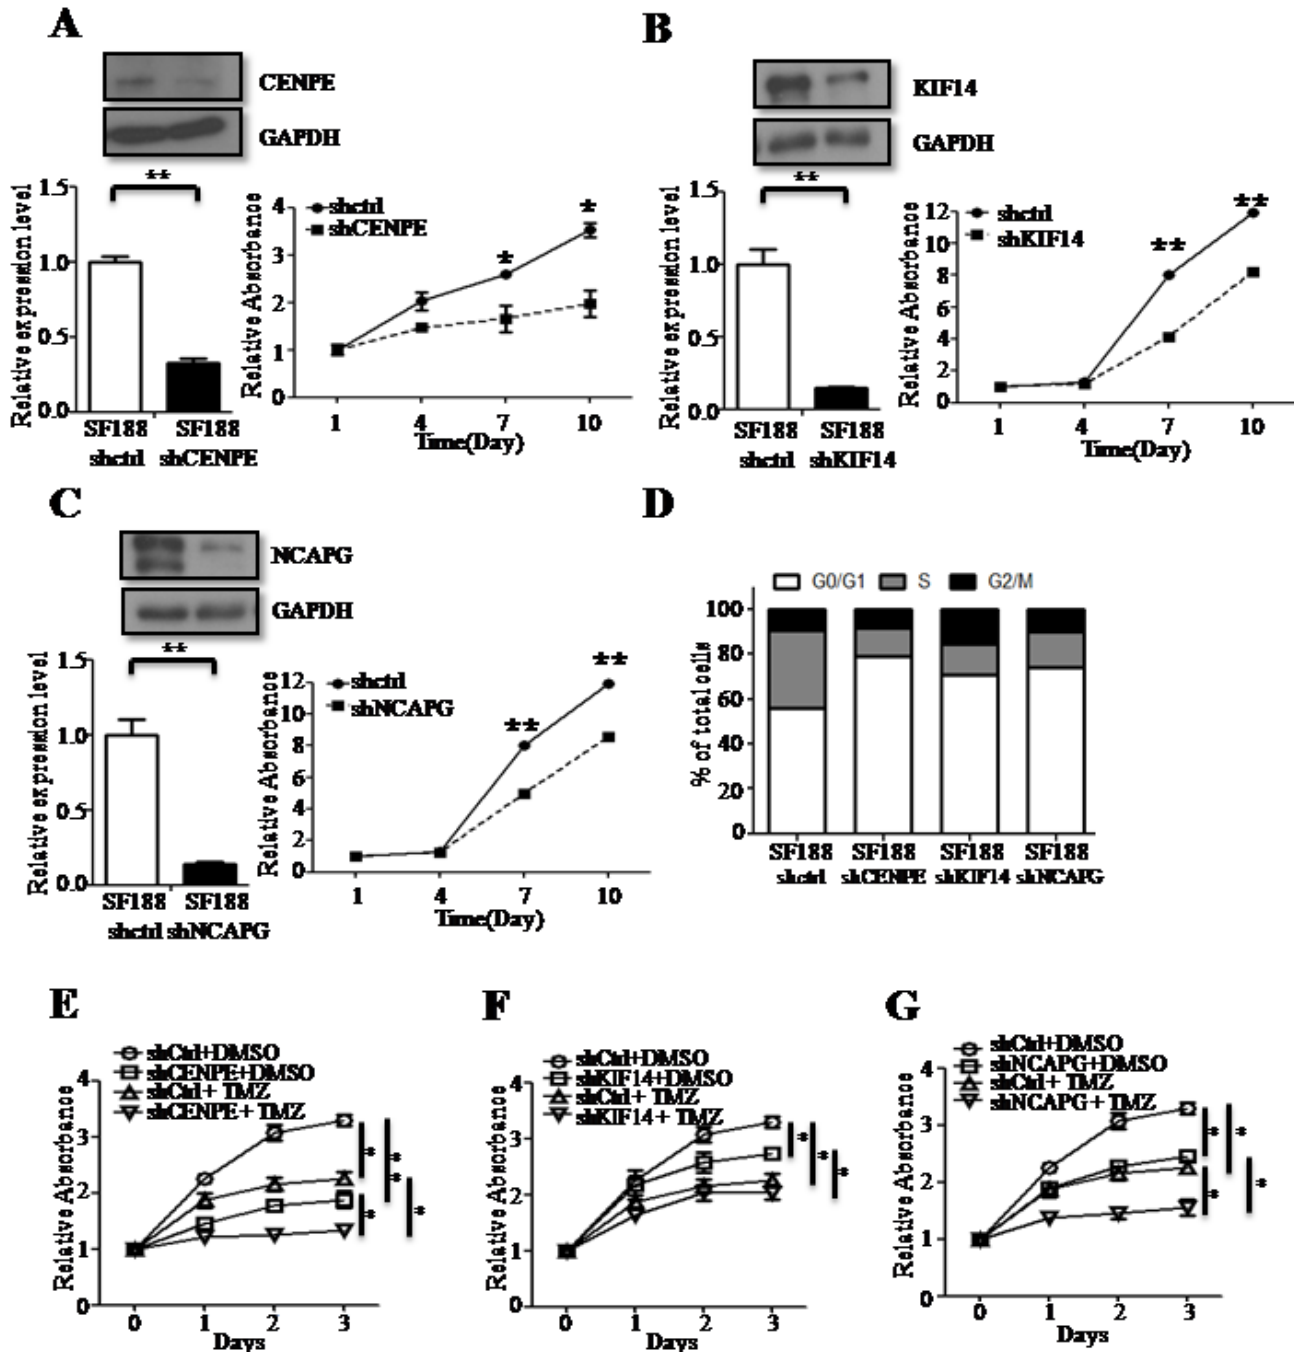 A
CENPE
GAPDH
**
Relative expression level
1.5
1.0
0.5
0.0
SF188 SF188
shctrl shCENPE
Relative Absorbance
4
3
2
1
0
shctrl
shCENPE
*
*
1 4 7 10
Time(Day)
B
KIF14
GAPDH
**
Relative expression level
1.5
1.0
0.5
0.0
SF188 SF188
shctrl shKIF14
Relative Absorbance
12
10
8
6
4
2
0
shctrl
shKIF14
**
**
1 4 7 10
Time(Day)
C
NCAPG
GAPDH
**
Relative expression level
1.5
1.0
0.5
0.0
SF188 SF188
shctrl shNCAPG
Relative Absorbance
12
10
8
6
4
2
0
shctrl
shNCAPG
**
**
1 4 7 10
Time(Day)
D
G0/G1 S G2/M
% of total cells
100
80
60
40
20
0
SF188 SF188 SF188 SF188
shctrl shCENPE shKIF14 shNCAPG
E
shCtrl+DMSO
shCENPE+DMSO
shCtrl+ TMZ
shCENPE+ TMZ
Relative Absorbance
4
3
2
1
0
* * * * *
0 1 2 3
Days
F
shCtrl+DMSO
shKIF14+DMSO
shCtrl+ TMZ
shKIF14+ TMZ
Relative Absorbance
4
3
2
1
0
* * *
0 1 2 3
Days
G
shCtrl+DMSO
shNCAPG+DMSO
shCtrl+ TMZ
shNCAPG+ TMZ
Relative Absorbance
4
3
2
1
0
* * * *
0 1 2 3
Days